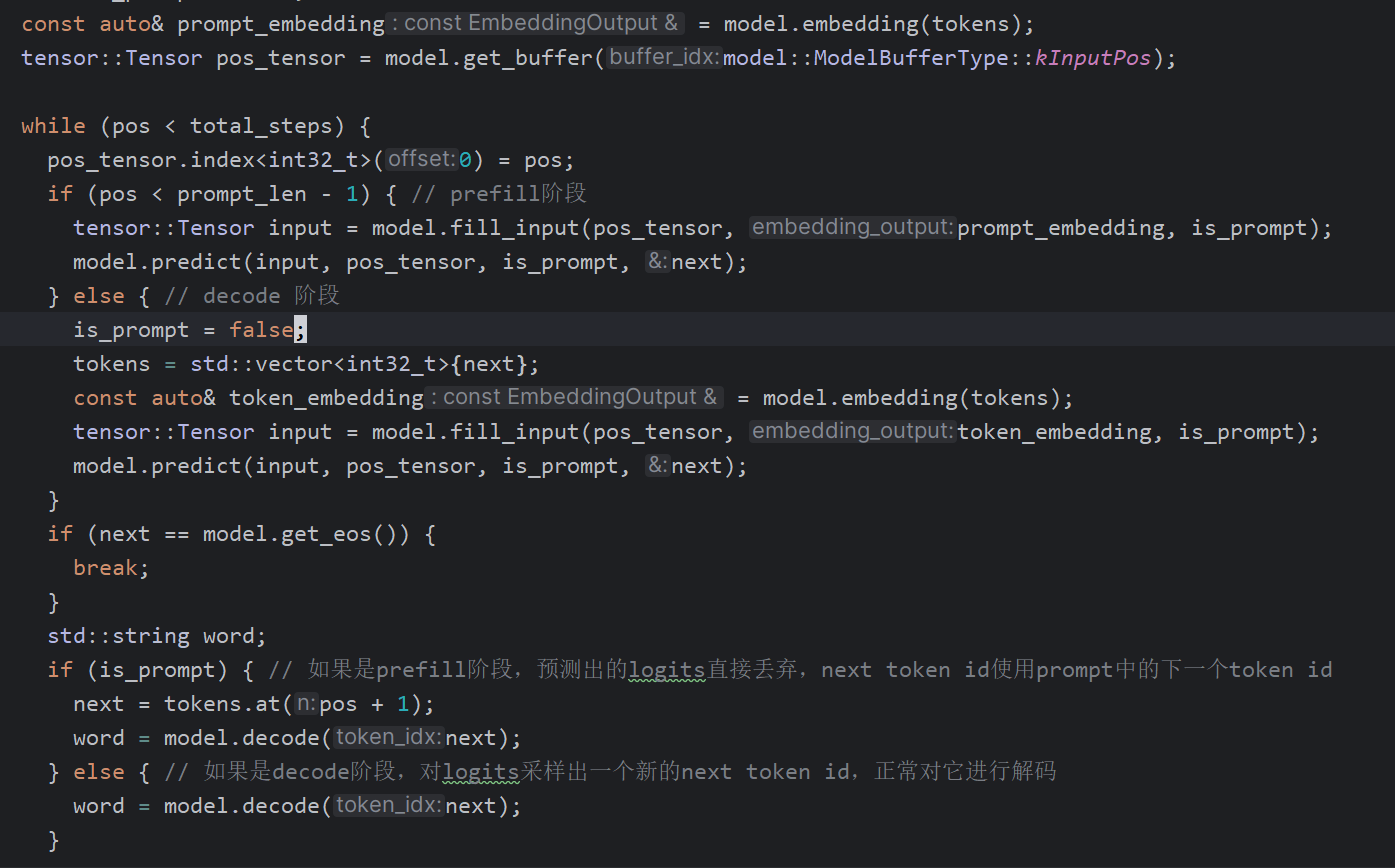 const auto& prompt_embedding : const EmbeddingOutput & = model.embedding(tokens);
tensor::Tensor pos_tensor = model.get_buffer( buffer_idx: model::ModelBufferType::kInputPos);
while (pos < total_steps) {
pos_tensor.index<int32_t>( offset: 0) = pos;
if (pos < prompt_len - 1) { // prefill阶段
tensor::Tensor input = model.fill_input(pos_tensor, embedding_output: prompt_embedding, is_prompt);
model.predict(input, pos_tensor, is_prompt, &: next);
} else { // decode 阶段
is_prompt = false;
tokens = std::vector<int32_t>{next};
const auto& token_embedding : const EmbeddingOutput & = model.embedding(tokens);
tensor::Tensor input = model.fill_input(pos_tensor, embedding_output: token_embedding, is_prompt);
model.predict(input, pos_tensor, is_prompt, &: next);
}
if (next == model.get_eos()) {
break;
}
std::string word;
if (is_prompt) { // 如果是prefill阶段，预测出的logits直接丢弃，next token id使用prompt中的下一个token id
next = tokens.at( n: pos + 1);
word = model.decode( token_idx: next);
} else { // 如果是decode阶段，对logits采样出一个新的next token id，正常对它进行解码
word = model.decode( token_idx: next);
}